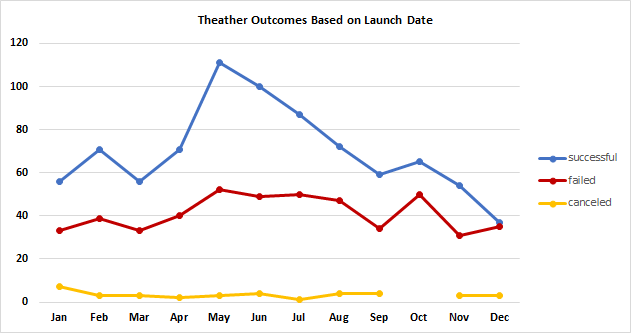 Theather Outcomes Based on Launch Date
120
100
80
60
40
20
0
Jan Feb Mar Apr May Jun Jul Aug Sep Oct Nov Dec
successful
failed
canceled